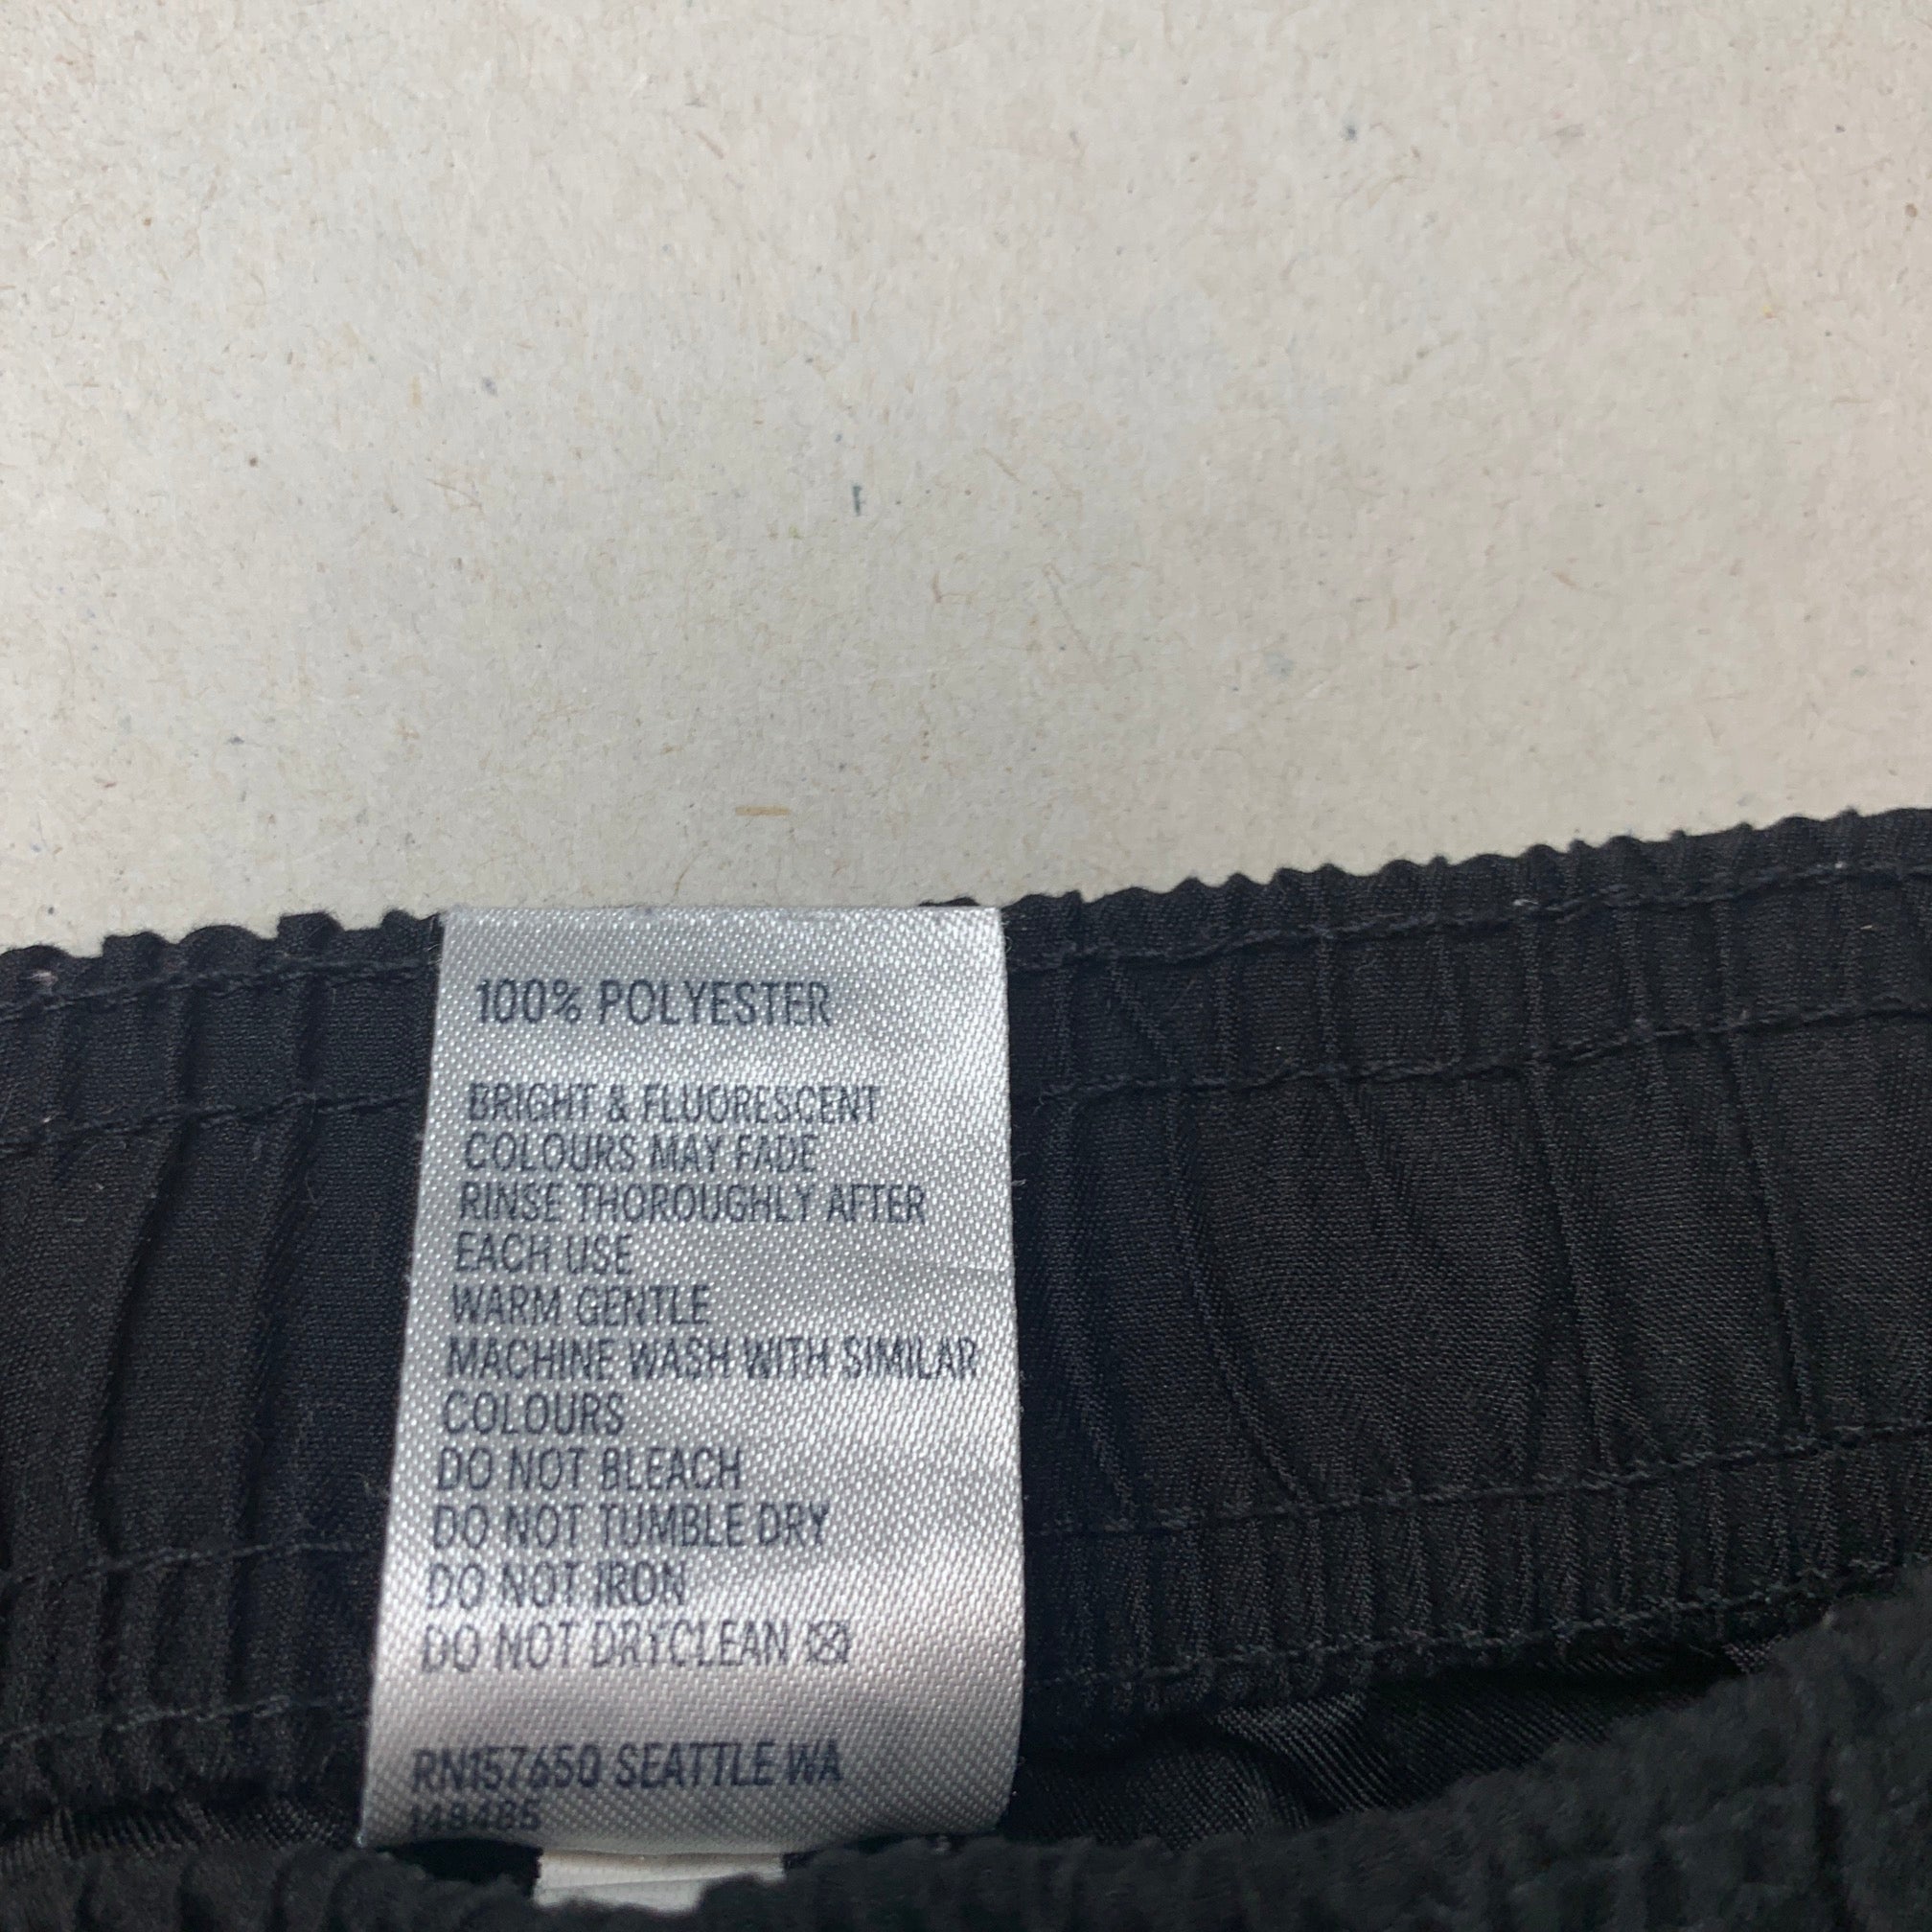 100% POLYESTER
BRIGHT & FLUORESCENT
COLOURS MAY FADE
RINSE THOROUGHLY AFTER
EACH USE
WARM GENTLE
MACHINE WASH WITH SIMILAR
COLOURS
DO NOT BLEACH
DO NOT TUMBLE DRY
DO NOT IRON
DO NOT DRYCLEAN
RN157650 SEATTLE WA
148485